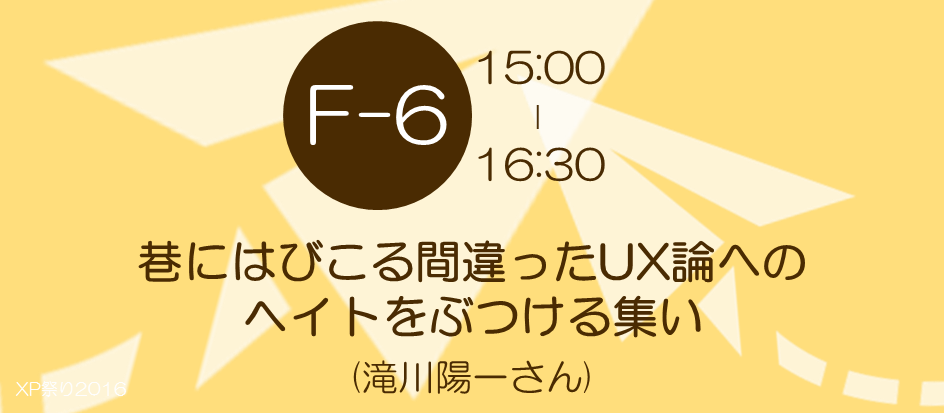 F-6
15:00
|
16:30
巷にはびこる間違ったUX論への
ヘイトをぶつける集い
(滝川陽一さん)
XP祭り2016